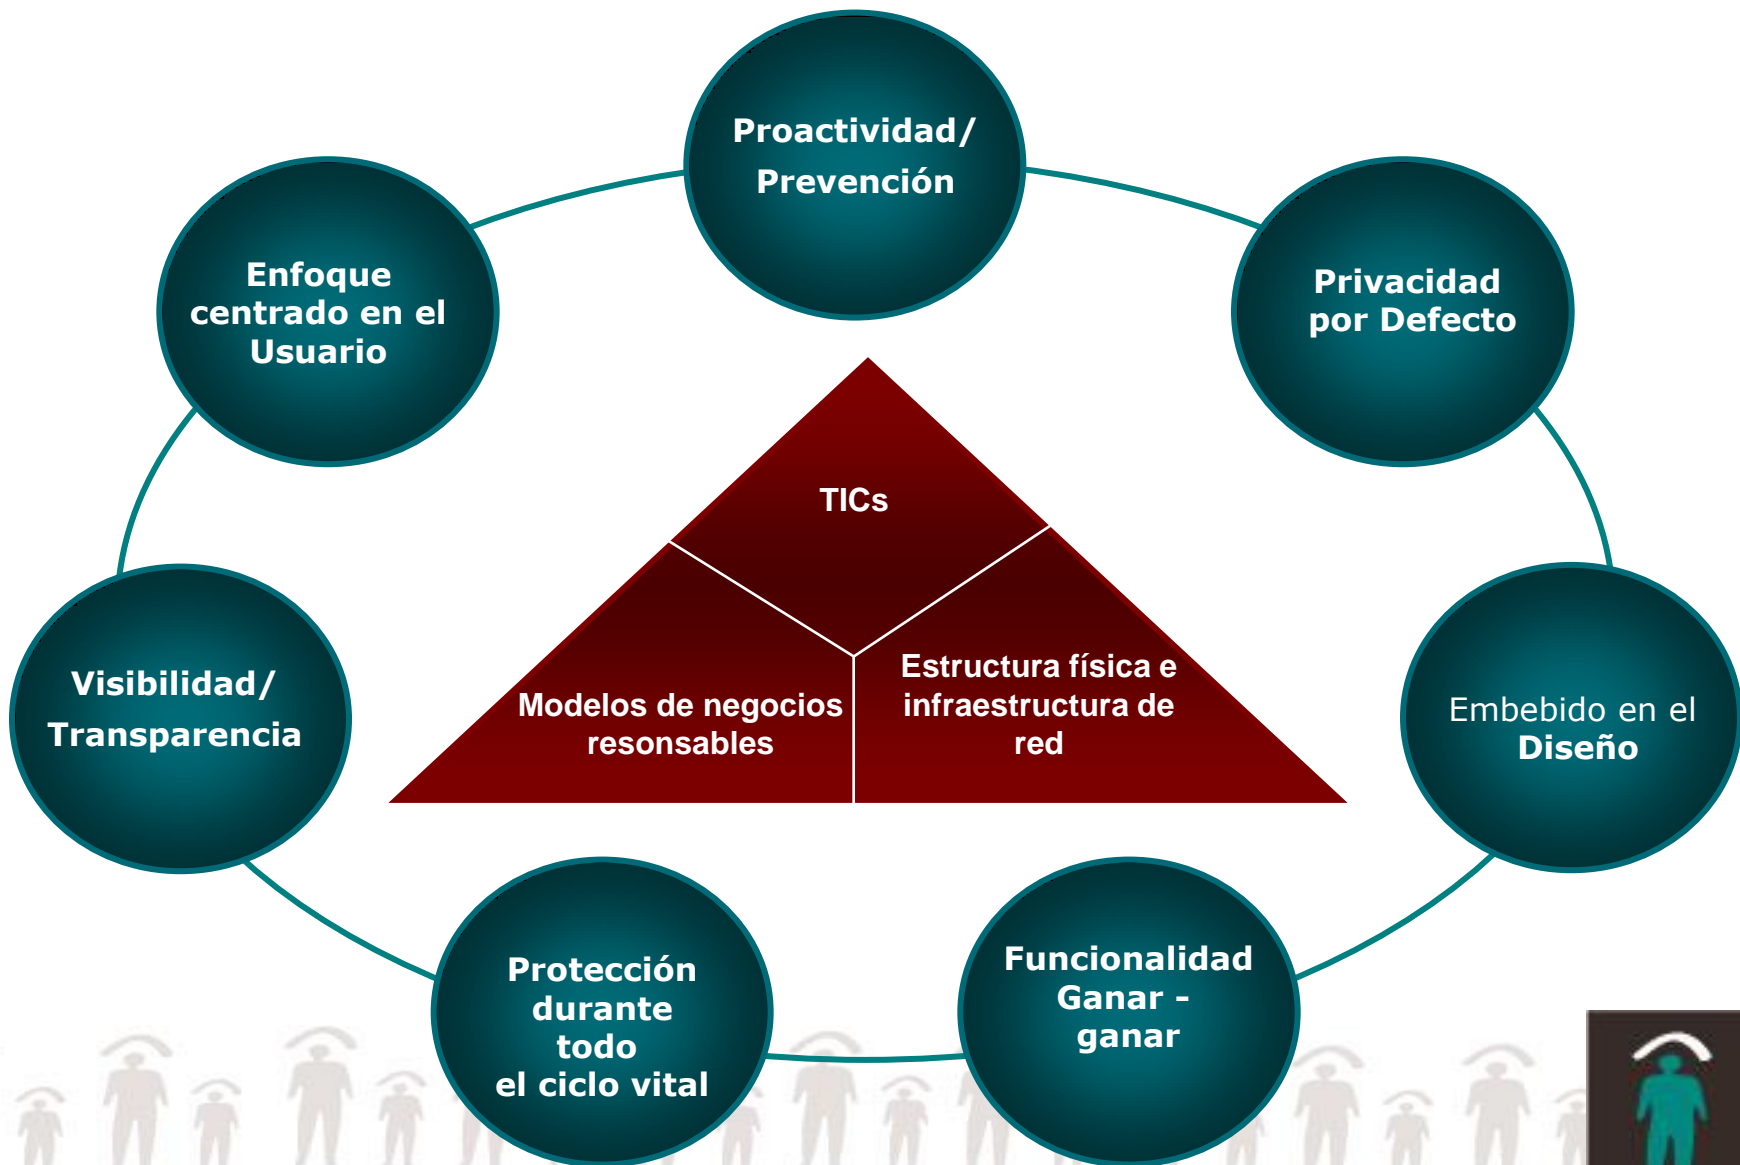 Proactividad/
Prevención
Privacidad
por Defecto
Embebido en el
Diseño
Funcionalidad
Ganar –
ganar
Protección
durante
todo
el ciclo vital
Visibilidad/
Transparencia
Enfoque
centrado en el
Usuario
TICs
Modelos de negocios
resonsables
Estructura física e
infraestructura de
red